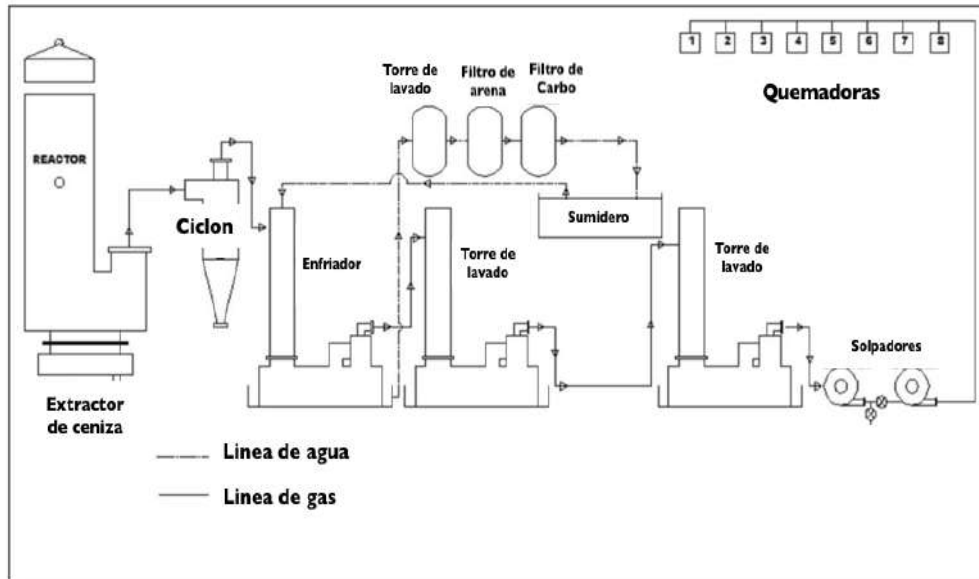 1 2 3 4 5 6 7 8
Quemadoras
Torre de
lavado
Filtro de
arena
Filtro de
Carbo
REACTOR
Ciclon
Sumidero
Enfriador
Torre de
lavado
Torre de
lavado
Solpadores
Extractor
de ceniza
Linea de agua
Linea de gas